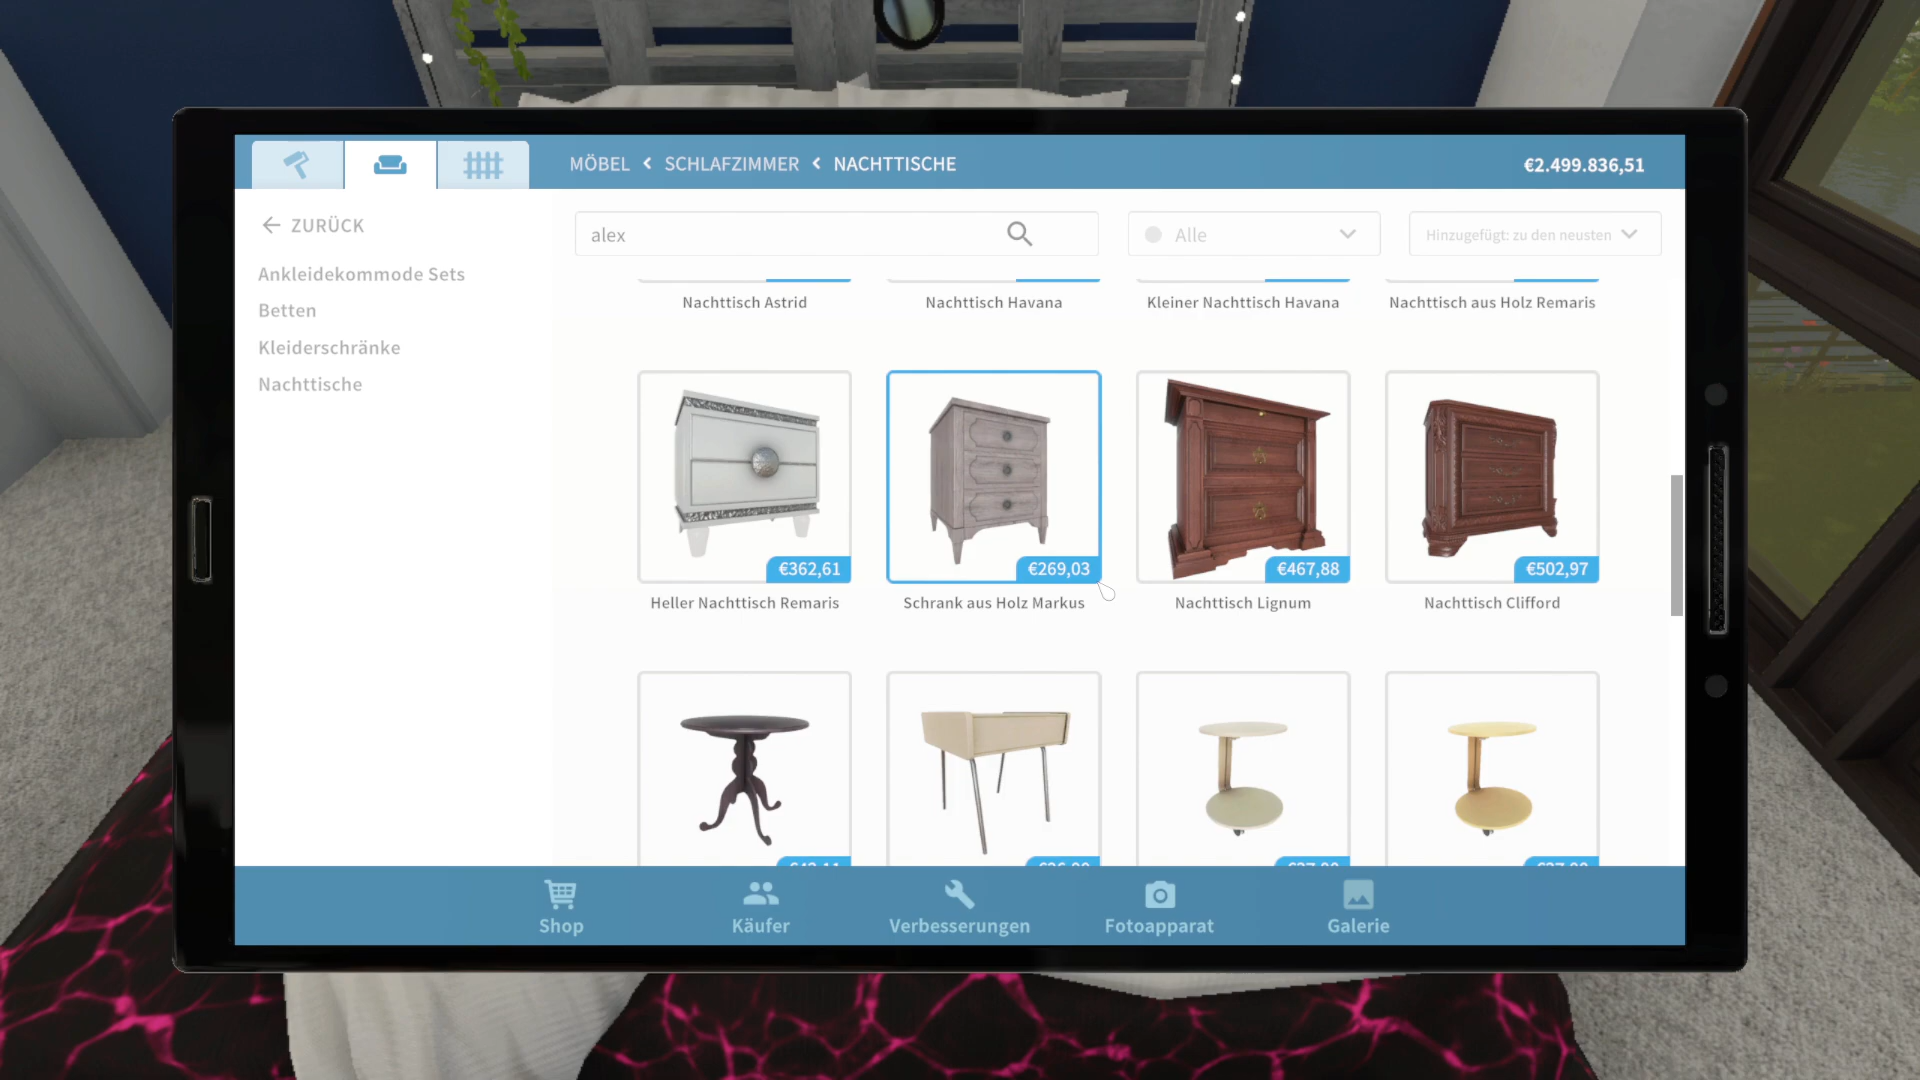 MÖBEL < SCHLAFZIMMER < NACHTTISCHE
€2.499.836,51
← ZURÜCK
alex
Alle
Hinzugefügt: zu den neusten
Ankleidekommode Sets
Betten
Kleiderschränke
Nachttische
Nachttisch Astrid
Nachttisch Havana
Kleiner Nachttisch Havana
Nachttisch aus Holz Remaris
€362,61
€269,03
€467,88
€502,97
Heller Nachttisch Remaris
Schrank aus Holz Markus
Nachttisch Lignum
Nachttisch Clifford
Shop
Käufer
Verbesserungen
Fotoapparat
Galerie